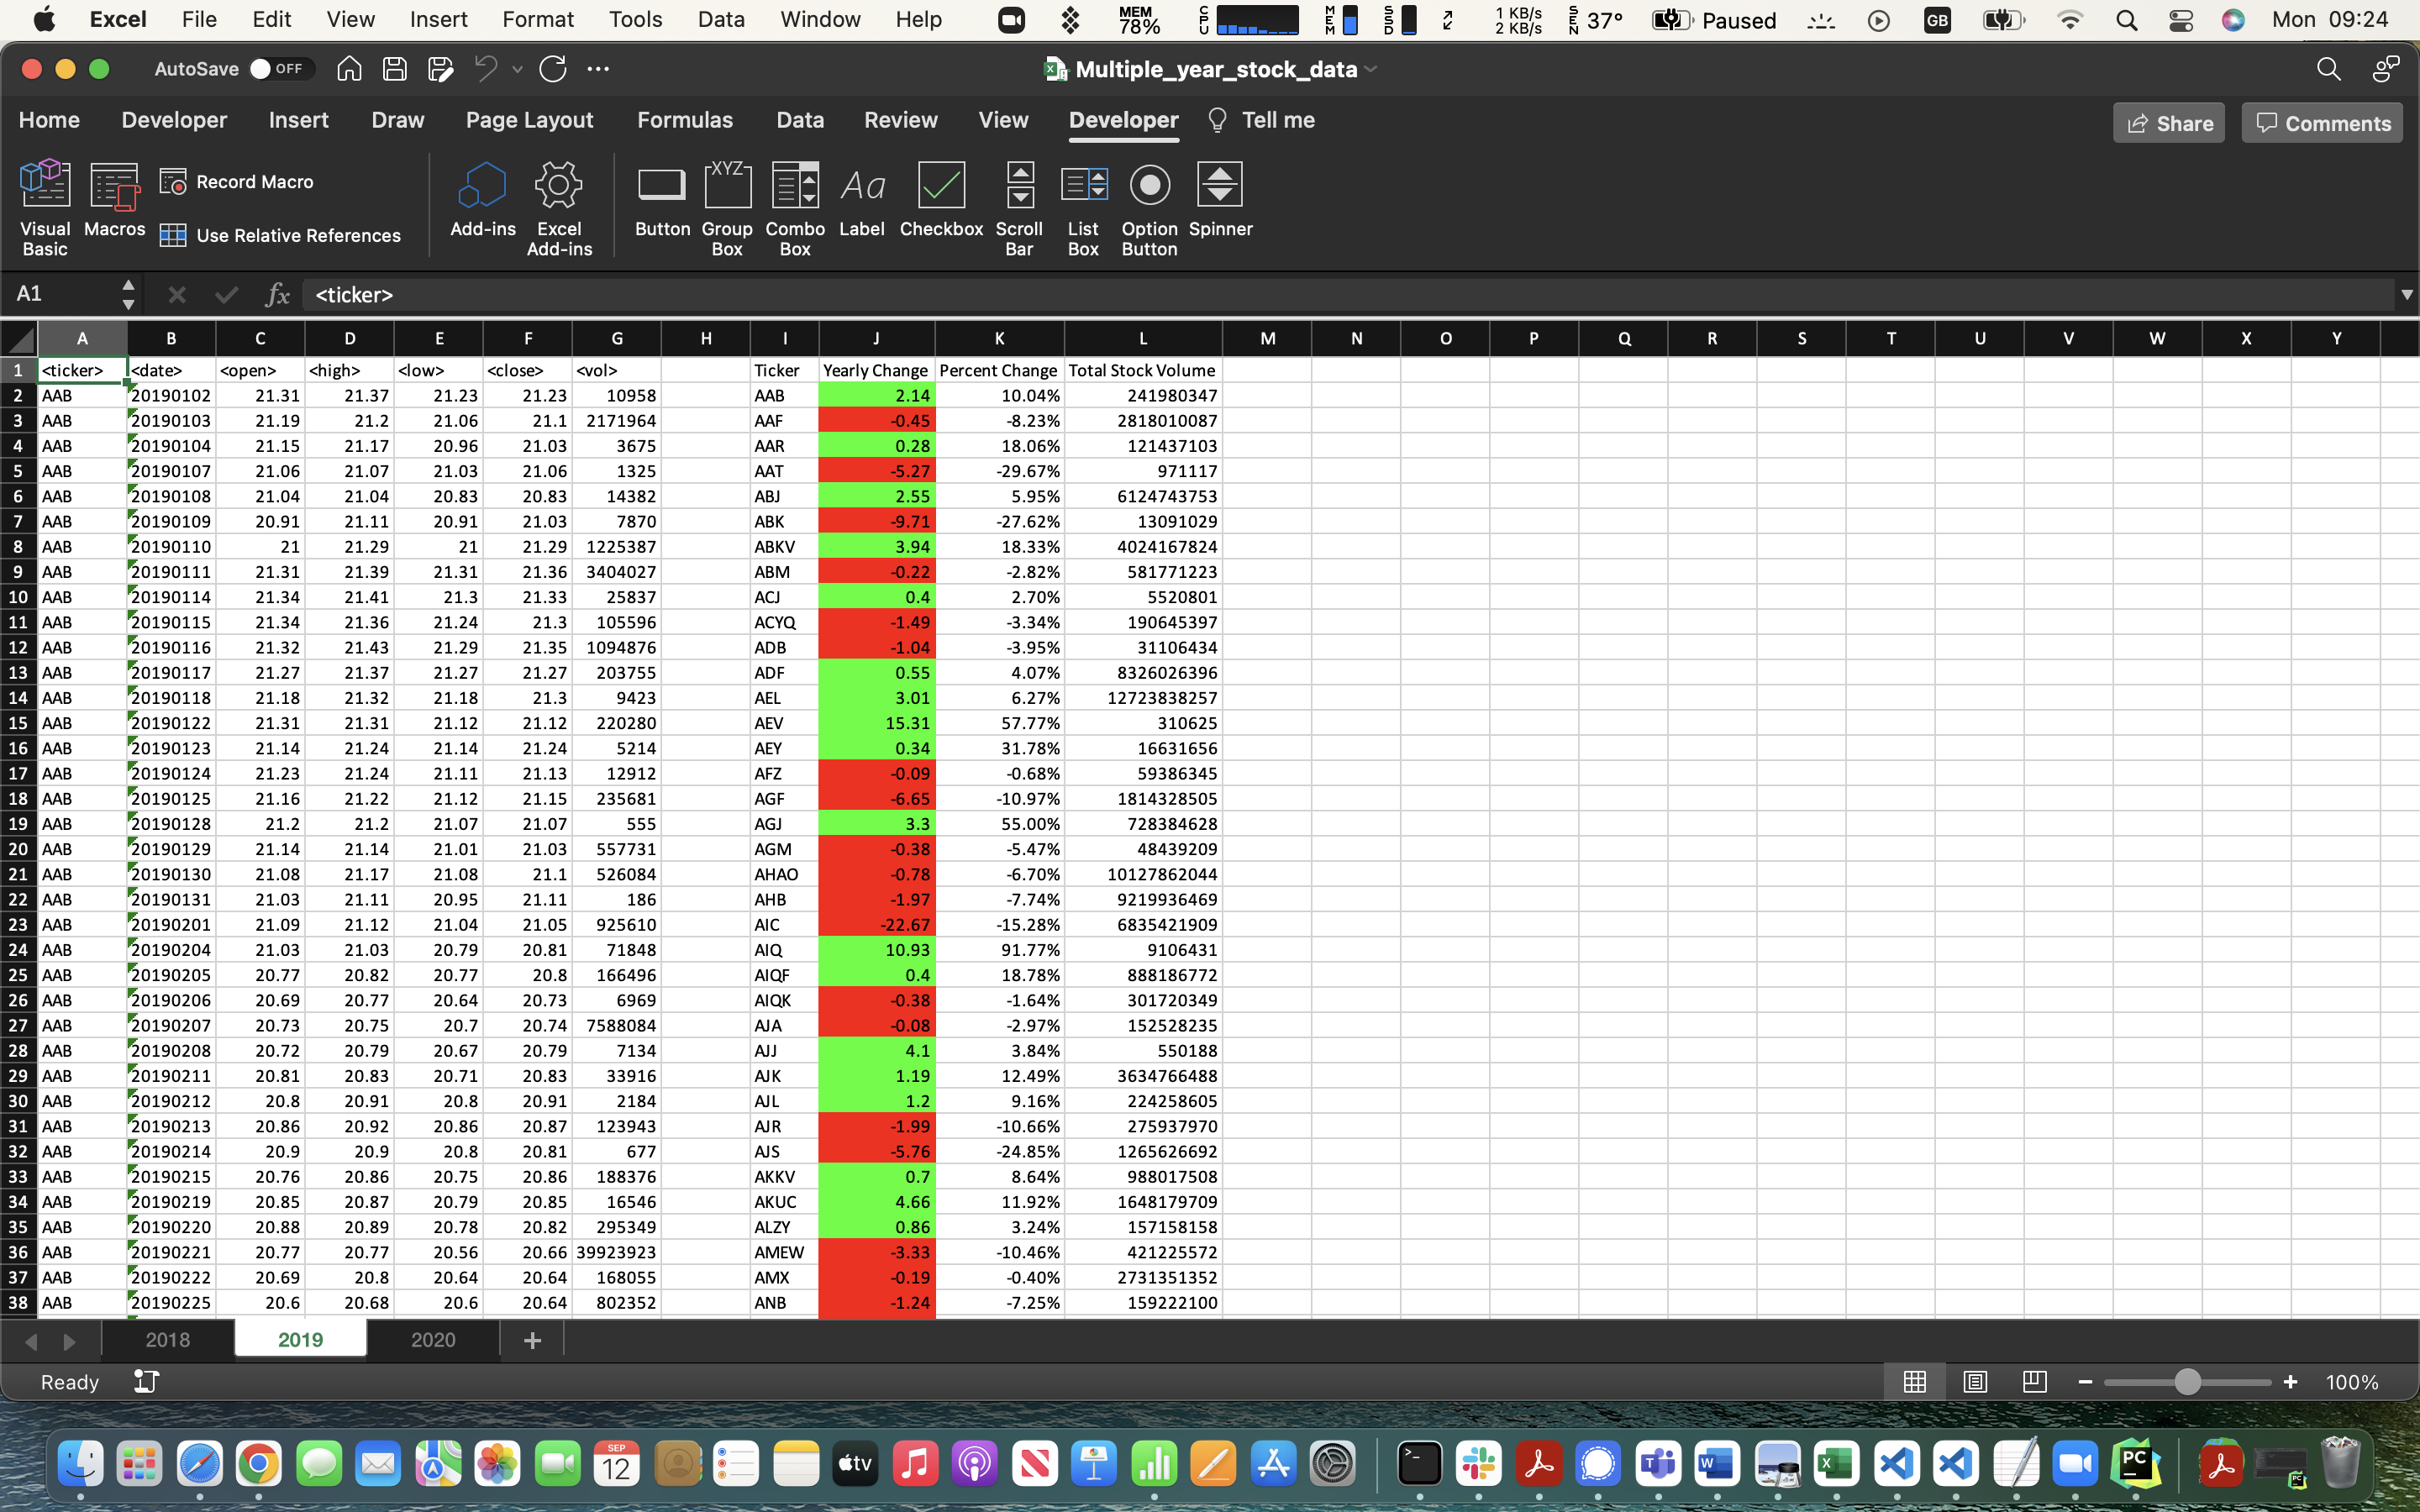 Excel File Edit View Insert Format Tools Data Window Help MEM 78% CPU MEM SSD 1 KB/s 2 KB/s SEN 37° Paused GB Mon 09:24
AutoSave OFF Multiple_year_stock_data
Home Developer Insert Draw Page Layout Formulas Data Review View Developer Tell me Share Comments
Visual Basic Macros Record Macro Use Relative References Add-ins Excel Add-ins XYZ Button Group Box Combo Box Aa Label Checkbox Scroll Bar List Box Option Button Spinner
A1 fx <ticker>
A B C D E F G H I J K L M N O P Q R S T U V W X Y
1 <ticker> <date> <open> <high> <low> <close> <vol> Ticker Yearly Change Percent Change Total Stock Volume
2 AAB 20190102 21.31 21.37 21.23 21.23 10958 AAB 2.14 10.04% 241980347
3 AAB 20190103 21.19 21.2 21.06 21.1 2171964 AAF -0.45 -8.23% 2818010087
4 AAB 20190104 21.15 21.17 20.96 21.03 3675 AAR 0.28 18.06% 121437103
5 AAB 20190107 21.06 21.07 21.03 21.06 1325 AAT -5.27 -29.67% 971117
6 AAB 20190108 21.04 21.04 20.83 20.83 14382 ABJ 2.55 5.95% 6124743753
7 AAB 20190109 20.91 21.11 20.91 21.03 7870 ABK -9.71 -27.62% 13091029
8 AAB 20190110 21 21.29 21 21.29 1225387 ABKV 3.94 18.33% 4024167824
9 AAB 20190111 21.31 21.39 21.31 21.36 3404027 ABM -0.22 -2.82% 581771223
10 AAB 20190114 21.34 21.41 21.3 21.33 25837 ACJ 0.4 2.70% 5520801
11 AAB 20190115 21.34 21.36 21.24 21.3 105596 ACYQ -1.49 -3.34% 190645397
12 AAB 20190116 21.32 21.43 21.29 21.35 1094876 ADB -1.04 -3.95% 31106434
13 AAB 20190117 21.27 21.37 21.27 21.27 203755 ADF 0.55 4.07% 8326026396
14 AAB 20190118 21.18 21.32 21.18 21.3 9423 AEL 3.01 6.27% 12723838257
15 AAB 20190122 21.31 21.31 21.12 21.12 220280 AEV 15.31 57.77% 310625
16 AAB 20190123 21.14 21.24 21.14 21.24 5214 AEY 0.34 31.78% 16631656
17 AAB 20190124 21.23 21.24 21.11 21.13 12912 AFZ -0.09 -0.68% 59386345
18 AAB 20190125 21.16 21.22 21.12 21.15 235681 AGF -6.65 -10.97% 1814328505
19 AAB 20190128 21.2 21.2 21.07 21.07 555 AGJ 3.3 55.00% 728384628
20 AAB 20190129 21.14 21.14 21.01 21.03 557731 AGM -0.38 -5.47% 48439209
21 AAB 20190130 21.08 21.17 21.08 21.1 526084 AHAO -0.78 -6.70% 10127862044
22 AAB 20190131 21.03 21.11 20.95 21.11 186 AHB -1.97 -7.74% 9219936469
23 AAB 20190201 21.09 21.12 21.04 21.05 925610 AIC -22.67 -15.28% 6835421909
24 AAB 20190204 21.03 21.03 20.79 20.81 71848 AIQ 10.93 91.77% 9106431
25 AAB 20190205 20.77 20.82 20.77 20.8 166496 AIQF 0.4 18.78% 888186772
26 AAB 20190206 20.69 20.77 20.64 20.73 6969 AIQK -0.38 -1.64% 301720349
27 AAB 20190207 20.73 20.75 20.7 20.74 7588084 AJA -0.08 -2.97% 152528235
28 AAB 20190208 20.72 20.79 20.67 20.79 7134 AJJ 4.1 3.84% 550188
29 AAB 20190211 20.81 20.83 20.71 20.83 33916 AJK 1.19 12.49% 3634766488
30 AAB 20190212 20.8 20.91 20.8 20.91 2184 AJL 1.2 9.16% 224258605
31 AAB 20190213 20.86 20.92 20.86 20.87 123943 AJR -1.99 -10.66% 275937970
32 AAB 20190214 20.9 20.9 20.8 20.81 677 AJS -5.76 -24.85% 1265626692
33 AAB 20190215 20.76 20.86 20.75 20.86 188376 AKKV 0.7 8.64% 988017508
34 AAB 20190219 20.85 20.87 20.79 20.85 16546 AKUC 4.66 11.92% 1648179709
35 AAB 20190220 20.88 20.89 20.78 20.82 295349 ALZY 0.86 3.24% 157158158
36 AAB 20190221 20.77 20.77 20.56 20.66 39923923 AMEW -3.33 -10.46% 421225572
37 AAB 20190222 20.69 20.8 20.64 20.64 168055 AMX -0.19 -0.40% 2731351352
38 AAB 20190225 20.6 20.68 20.6 20.64 802352 ANB -1.24 -7.25% 159222100
2018 2019 2020 +
Ready 100%
SEP 12 tv PC